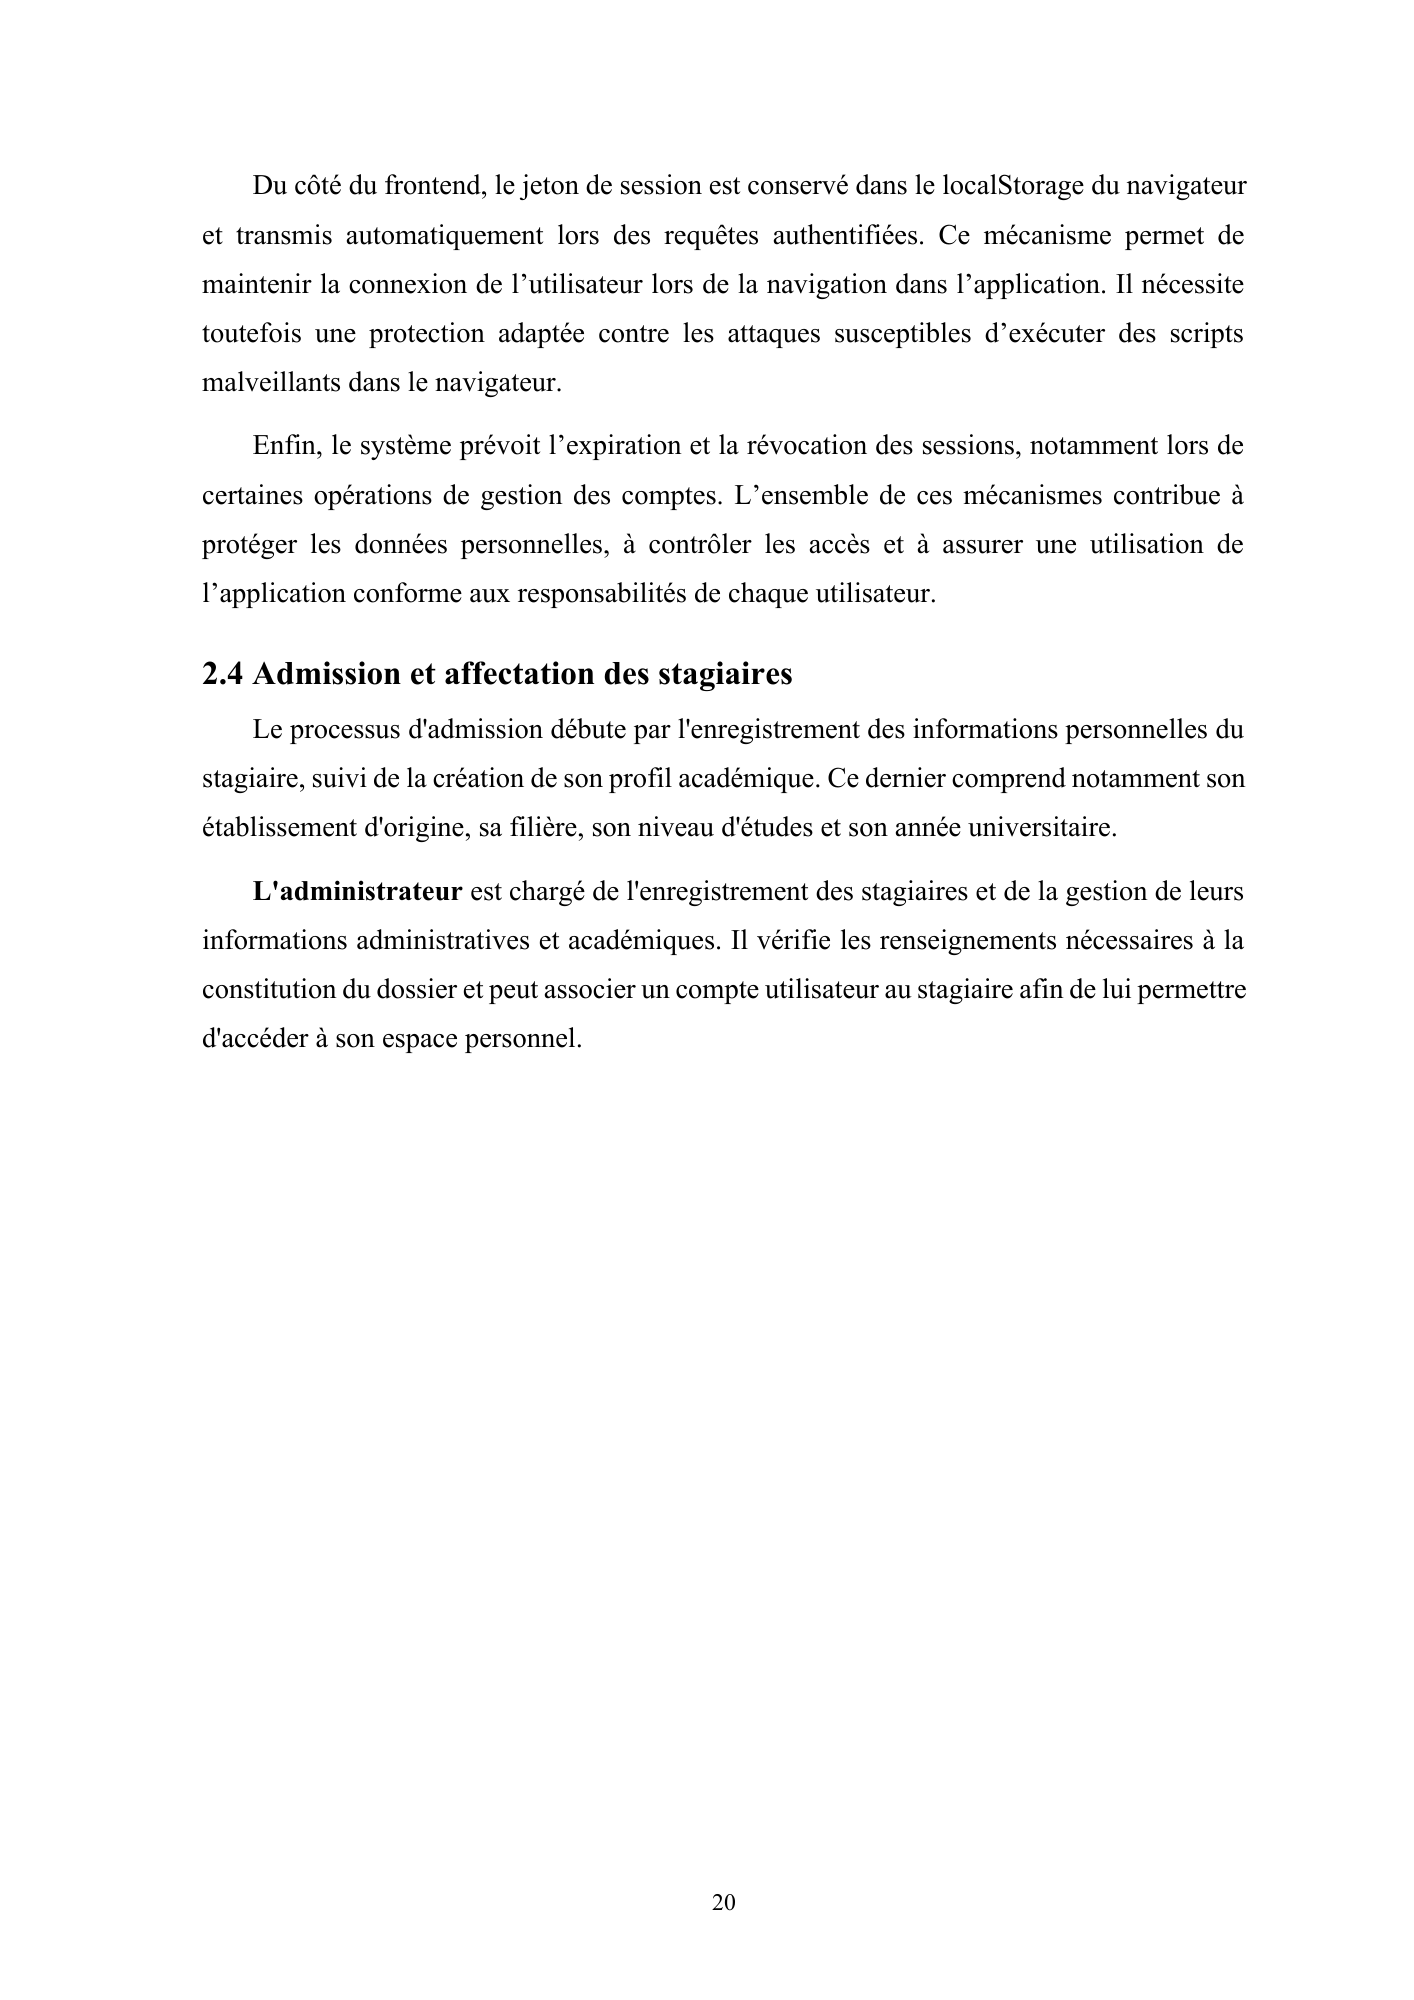 Du côté du frontend, le jeton de session est conservé dans le localStorage du navigateur
et transmis automatiquement lors des requêtes authentifiées. Ce mécanisme permet de
maintenir la connexion de l’utilisateur lors de la navigation dans l’application. Il nécessite
toutefois une protection adaptée contre les attaques susceptibles d’exécuter des scripts
malveillants dans le navigateur.
Enfin, le système prévoit l’expiration et la révocation des sessions, notamment lors de
certaines opérations de gestion des comptes. L’ensemble de ces mécanismes contribue à
protéger les données personnelles, à contrôler les accès et à assurer une utilisation de
l’application conforme aux responsabilités de chaque utilisateur.
2.4 Admission et affectation des stagiaires
Le processus d'admission débute par l'enregistrement des informations personnelles du
stagiaire, suivi de la création de son profil académique. Ce dernier comprend notamment son
établissement d'origine, sa filière, son niveau d'études et son année universitaire.
L'administrateur est chargé de l'enregistrement des stagiaires et de la gestion de leurs
informations administratives et académiques. Il vérifie les renseignements nécessaires à la
constitution du dossier et peut associer un compte utilisateur au stagiaire afin de lui permettre
d'accéder à son espace personnel.
20